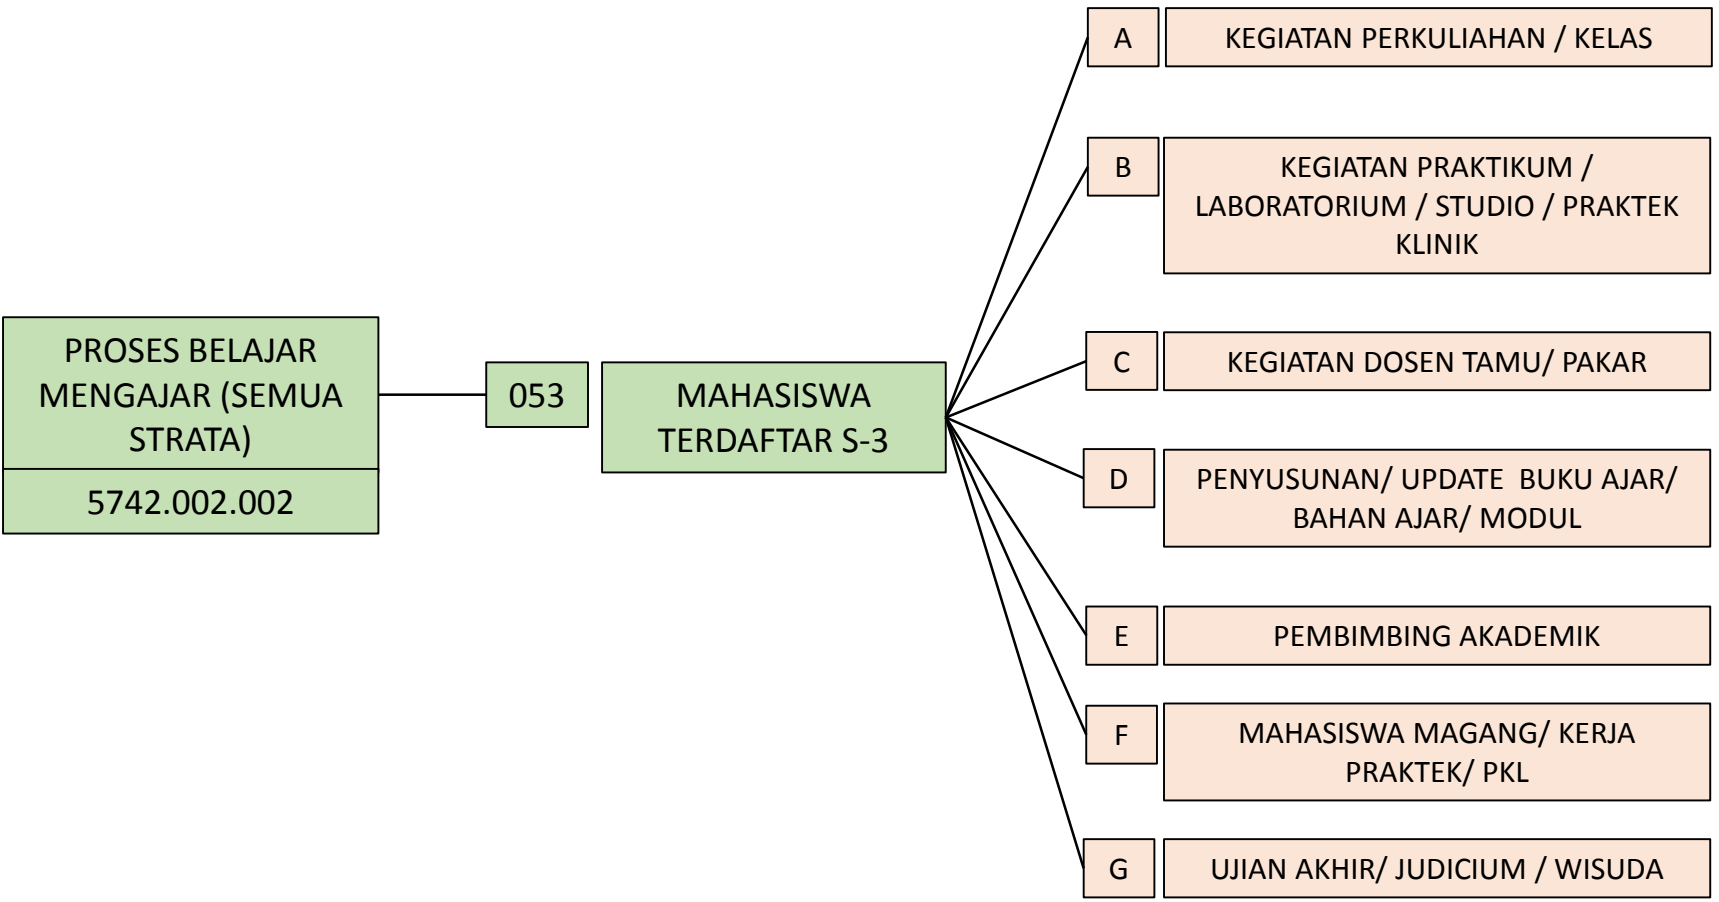 PROSES BELAJAR
MENGAJAR (SEMUA
STRATA)
5742.002.002
053
MAHASISWA
TERDAFTAR S-3
A
KEGIATAN PERKULIAHAN / KELAS
B
KEGIATAN PRAKTIKUM /
LABORATORIUM / STUDIO / PRAKTEK
KLINIK
C
KEGIATAN DOSEN TAMU/ PAKAR
D
PENYUSUNAN/ UPDATE  BUKU AJAR/
BAHAN AJAR/ MODUL
E
PEMBIMBING AKADEMIK
F
MAHASISWA MAGANG/ KERJA
PRAKTEK/ PKL
G
UJIAN AKHIR/ JUDICIUM / WISUDA